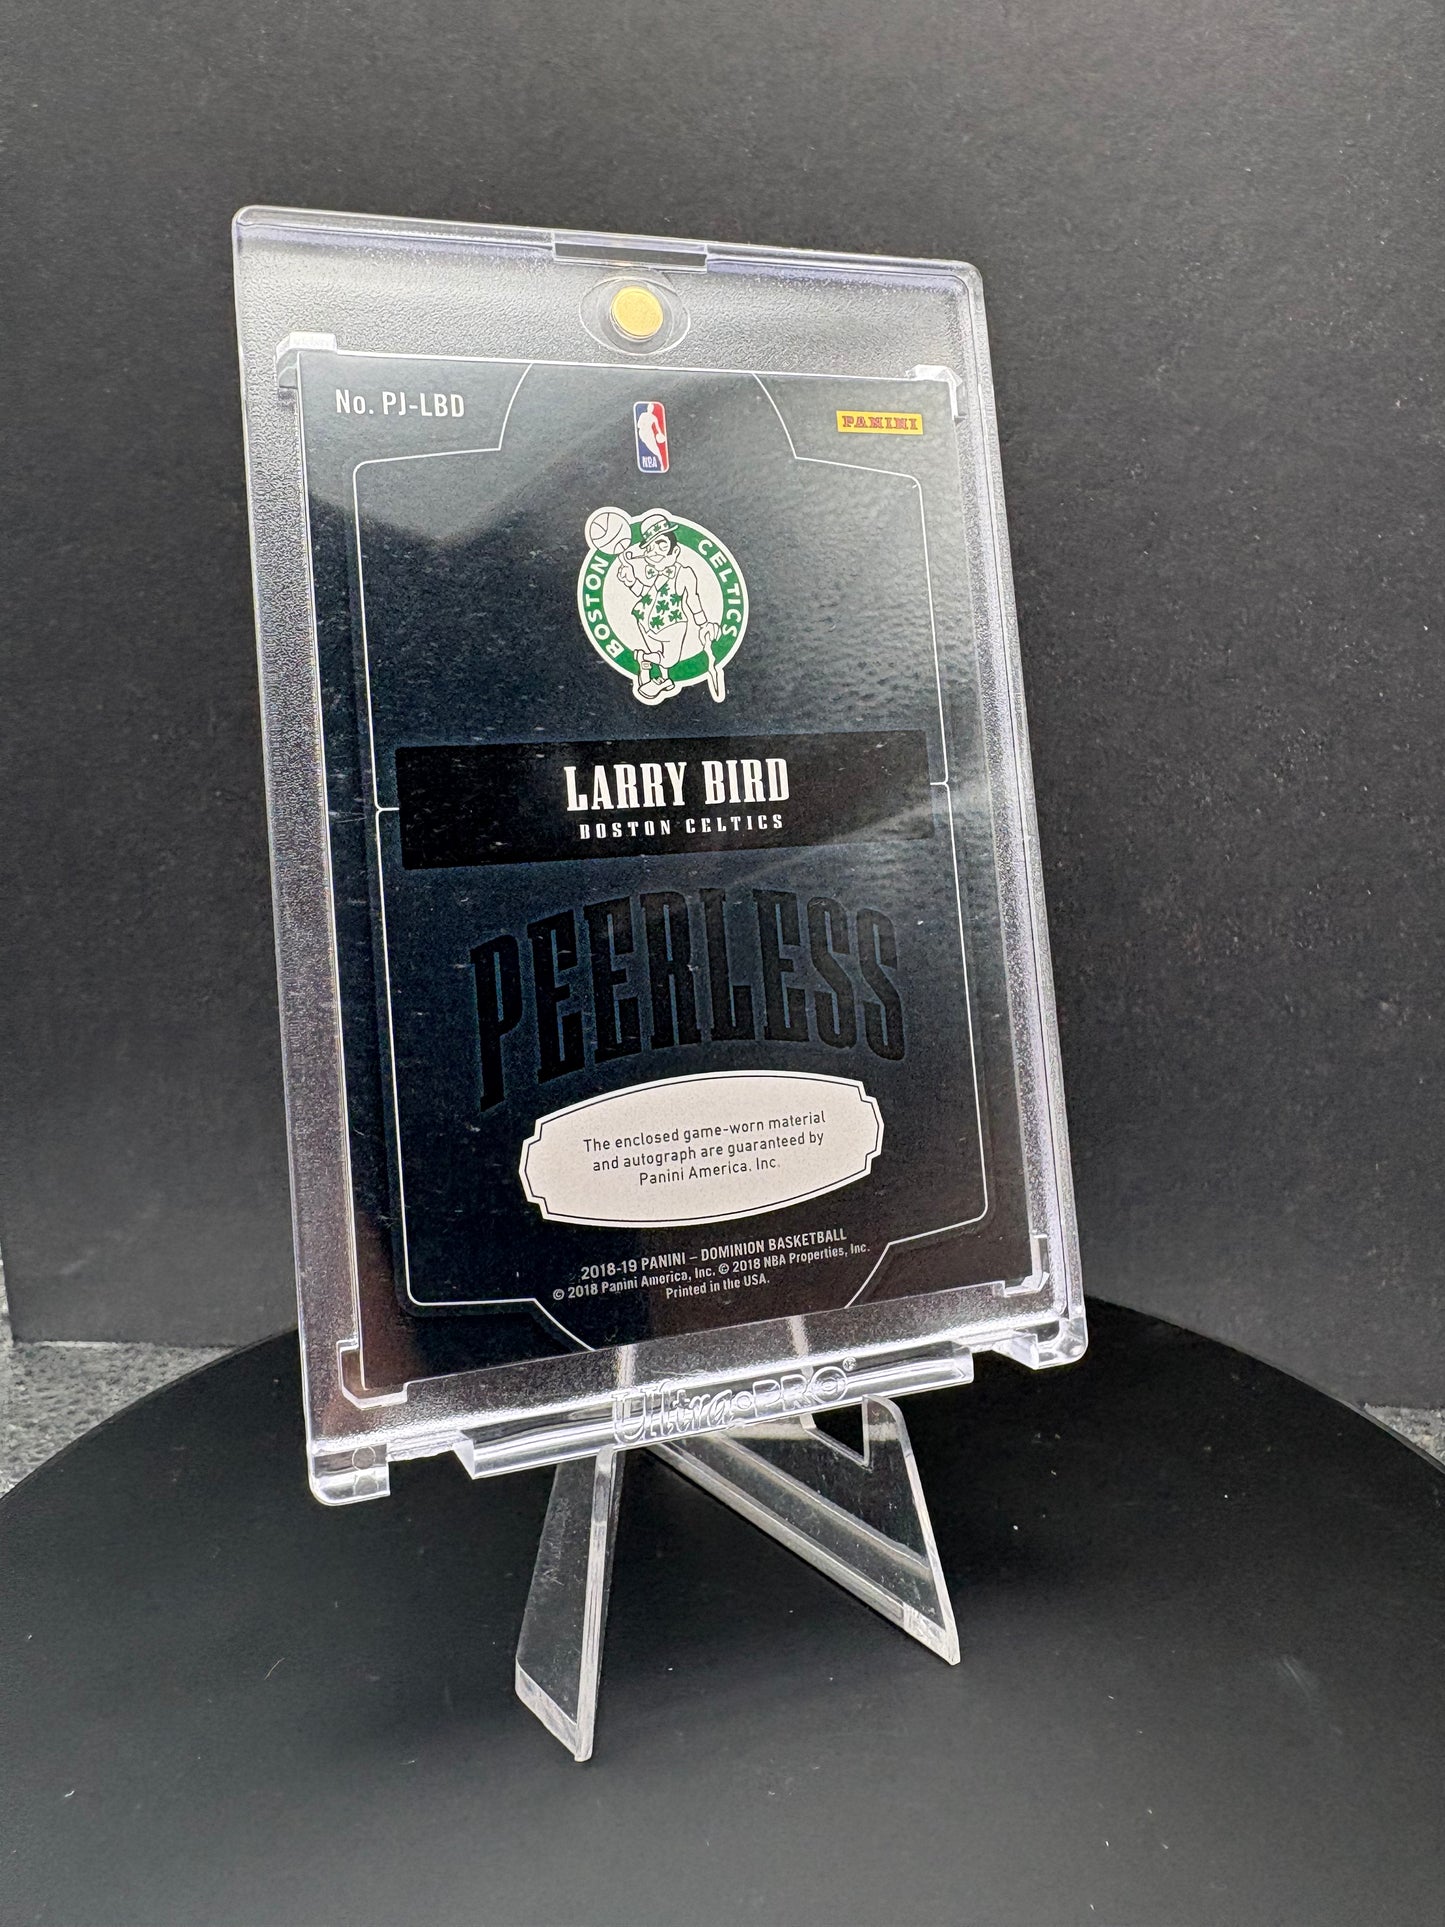 No. PJ-LBD
NBA
PANINI
BOSTON CELTICS
LARRY BIRD
BOSTON CELTICS
PEERLESS
The enclosed game-worn material
and autograph are guaranteed by
Panini America, Inc.
2018-19 PANINI – DOMINION BASKETBALL
© 2018 Panini America, Inc. © 2018 NBA Properties, Inc.
Printed in the USA.
Ultra•PRO®